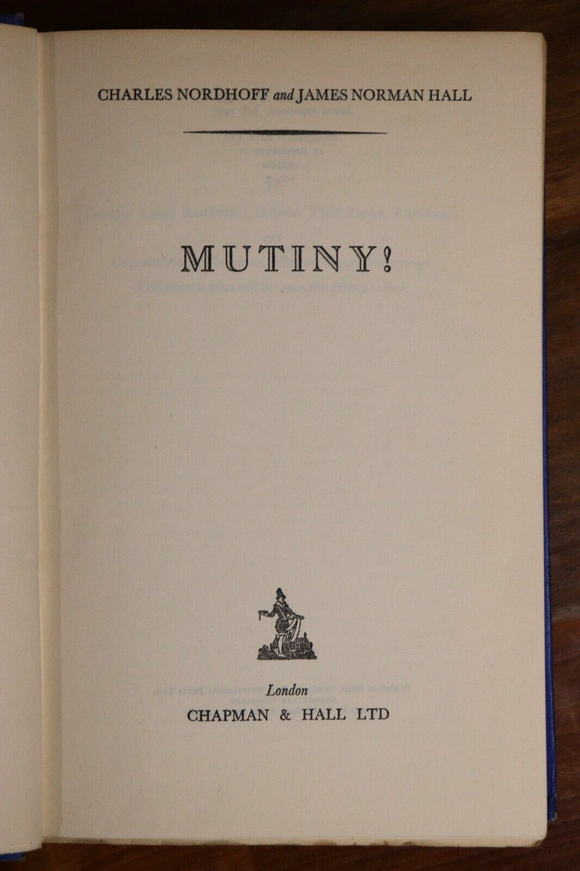 CHARLES NORDHOFF and JAMES NORMAN HALL
MUTINY!
London
CHAPMAN & HALL LTD